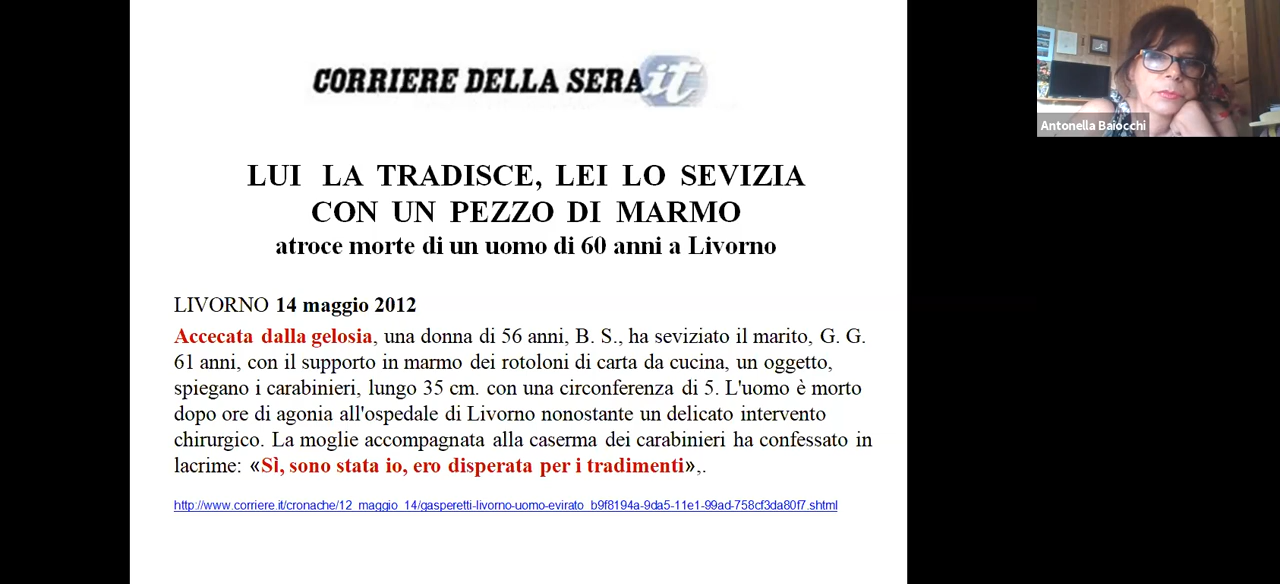 CORRIERE DELLA SERA it
Antonella Baiocchi
LUI LA TRADISCE, LEI LO SEVIZIA
CON UN PEZZO DI MARMO
atroce morte di un uomo di 60 anni a Livorno
LIVORNO 14 maggio 2012
Accecata dalla gelosia, una donna di 56 anni, B. S., ha seviziato il marito, G. G.
61 anni, con il supporto in marmo dei rotoloni di carta da cucina, un oggetto,
spiegano i carabinieri, lungo 35 cm. con una circonferenza di 5. L'uomo è morto
dopo ore di agonia all'ospedale di Livorno nonostante un delicato intervento
chirurgico. La moglie accompagnata alla caserma dei carabinieri ha confessato in
lacrime: «Sì, sono stata io, ero disperata per i tradimenti»,.
http://www.corriere.it/cronache/12_maggio_14/gasperetti-livorno-uomo-evirato_b9f8194a-9da5-11e1-99ad-758cf3da80f7.shtml